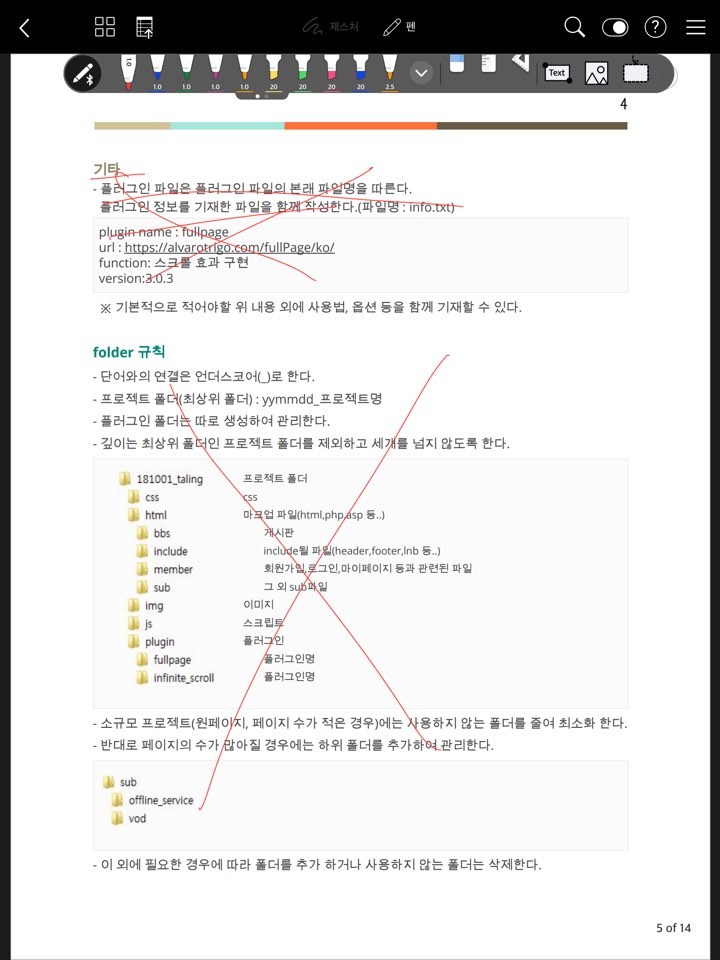 제스처 펜
1.0 1.0 1.0 1.0 1.0 20 20 20 20 2.5 Text
4
기타
- 플러그인 파일은 플러그인 파일의 본래 파일명을 따른다.
플러그인 정보를 기재한 파일을 함께 작성한다.(파일명 : info.txt)
plugin name : fullpage
url : https://alvarotrigo.com/fullPage/ko/
function: 스크롤 효과 구현
version:3.0.3
※ 기본적으로 적어야할 위 내용 외에 사용법, 옵션 등을 함께 기재할 수 있다.
folder 규칙
- 단어와의 연결은 언더스코어(_)로 한다.
- 프로젝트 폴더(최상위 폴더) : yymmdd_프로젝트명
- 플러그인 폴더는 따로 생성하여 관리한다.
- 깊이는 최상위 폴더인 프로젝트 폴더를 제외하고 세개를 넘지 않도록 한다.
181001_taling 프로젝트 폴더
css css
html 마크업 파일(html,php,asp 등..)
bbs 게시판
include include될 파일(header,footer,lnb 등..)
member 회원가입,로그인,마이페이지 등과 관련된 파일
sub 그 외 sub파일
img 이미지
js 스크립트
plugin 플러그인
fullpage 플러그인명
infinite_scroll 플러그인명
- 소규모 프로젝트(원페이지, 페이지 수가 적은 경우)에는 사용하지 않는 폴더를 줄여 최소화 한다.
- 반대로 페이지의 수가 많아질 경우에는 하위 폴더를 추가하여 관리한다.
sub
offline_service
vod
- 이 외에 필요한 경우에 따라 폴더를 추가 하거나 사용하지 않는 폴더는 삭제한다.
5 of 14